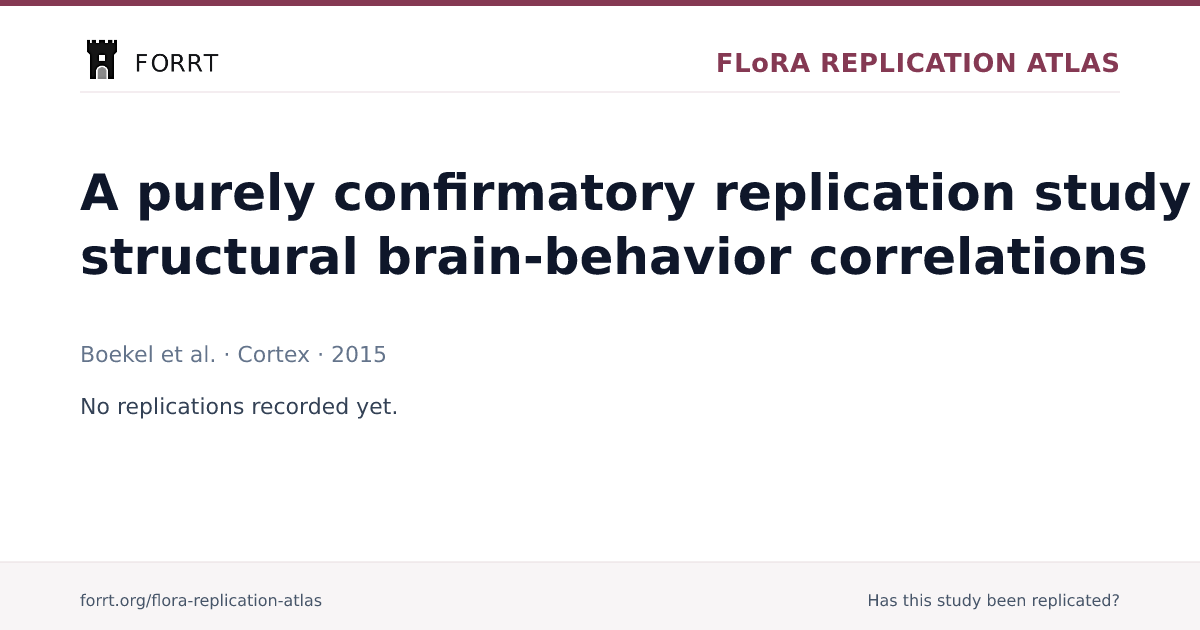 FORRT
FLoRA REPLICATION ATLAS
A purely confirmatory replication study
structural brain-behavior correlations
Boekel et al. · Cortex · 2015
No replications recorded yet.
forrt.org/flora-replication-atlas
Has this study been replicated?